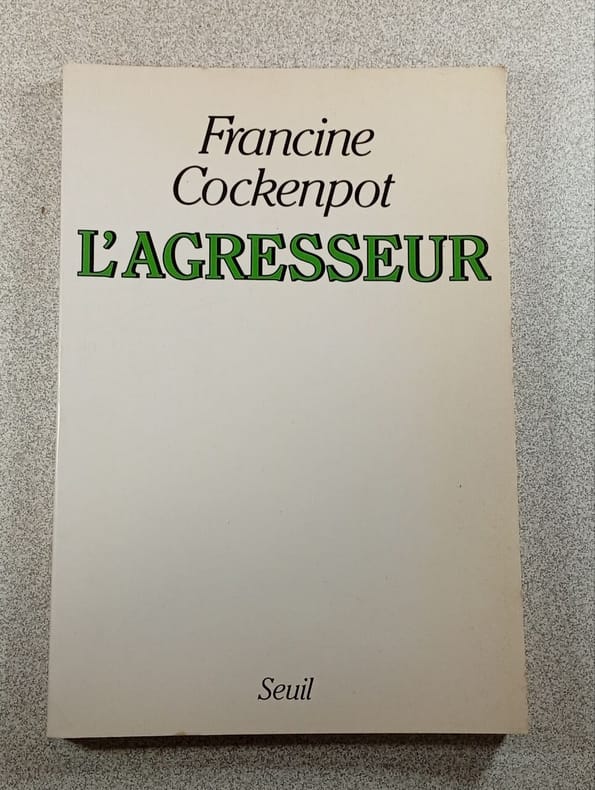 Francine
Cockenpot
L'AGRESSEUR
Seuil